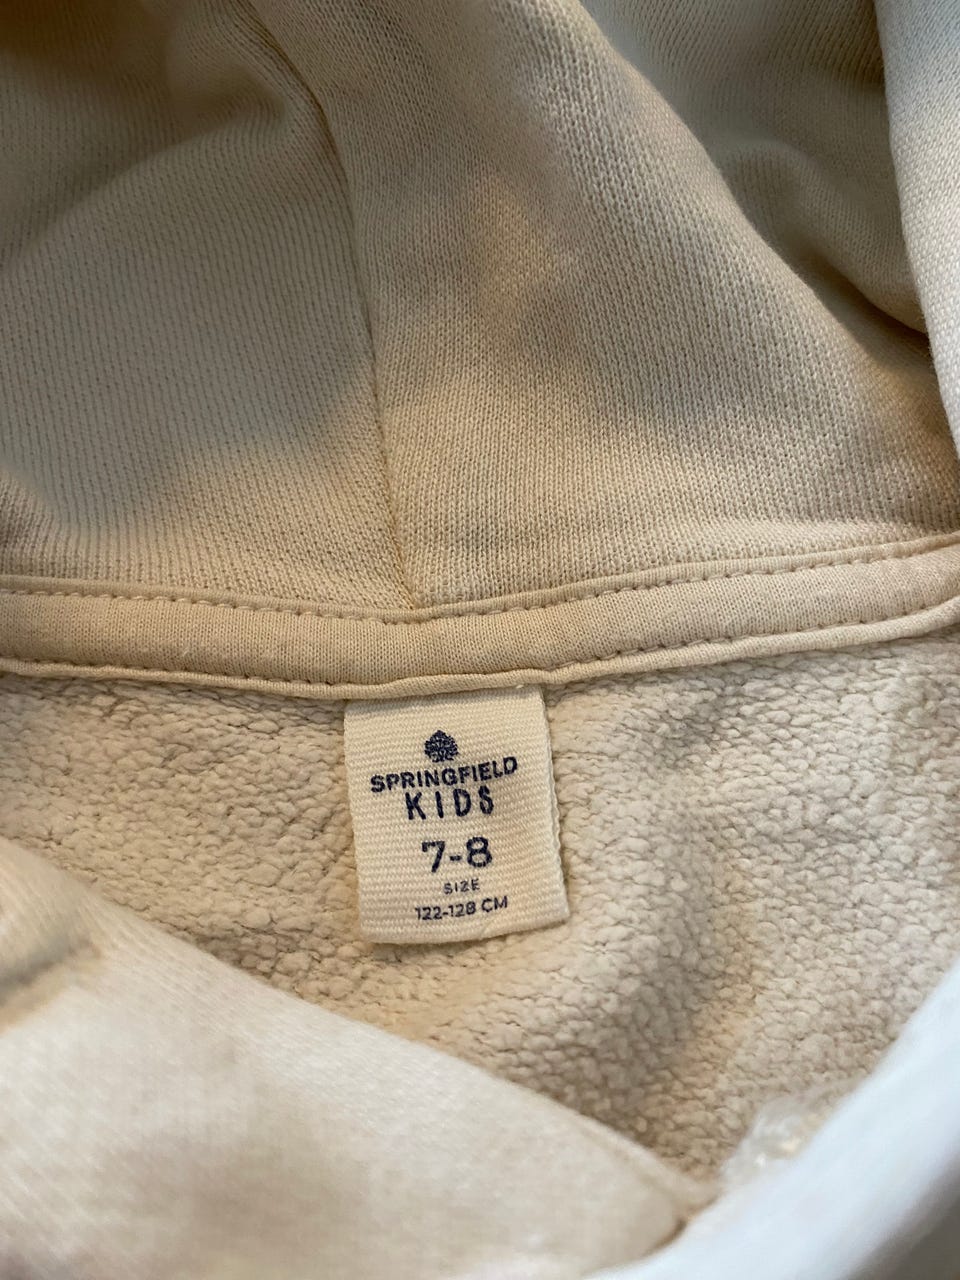 SPRINGFIELD
KIDS
7-8
SIZE
122-128 CM